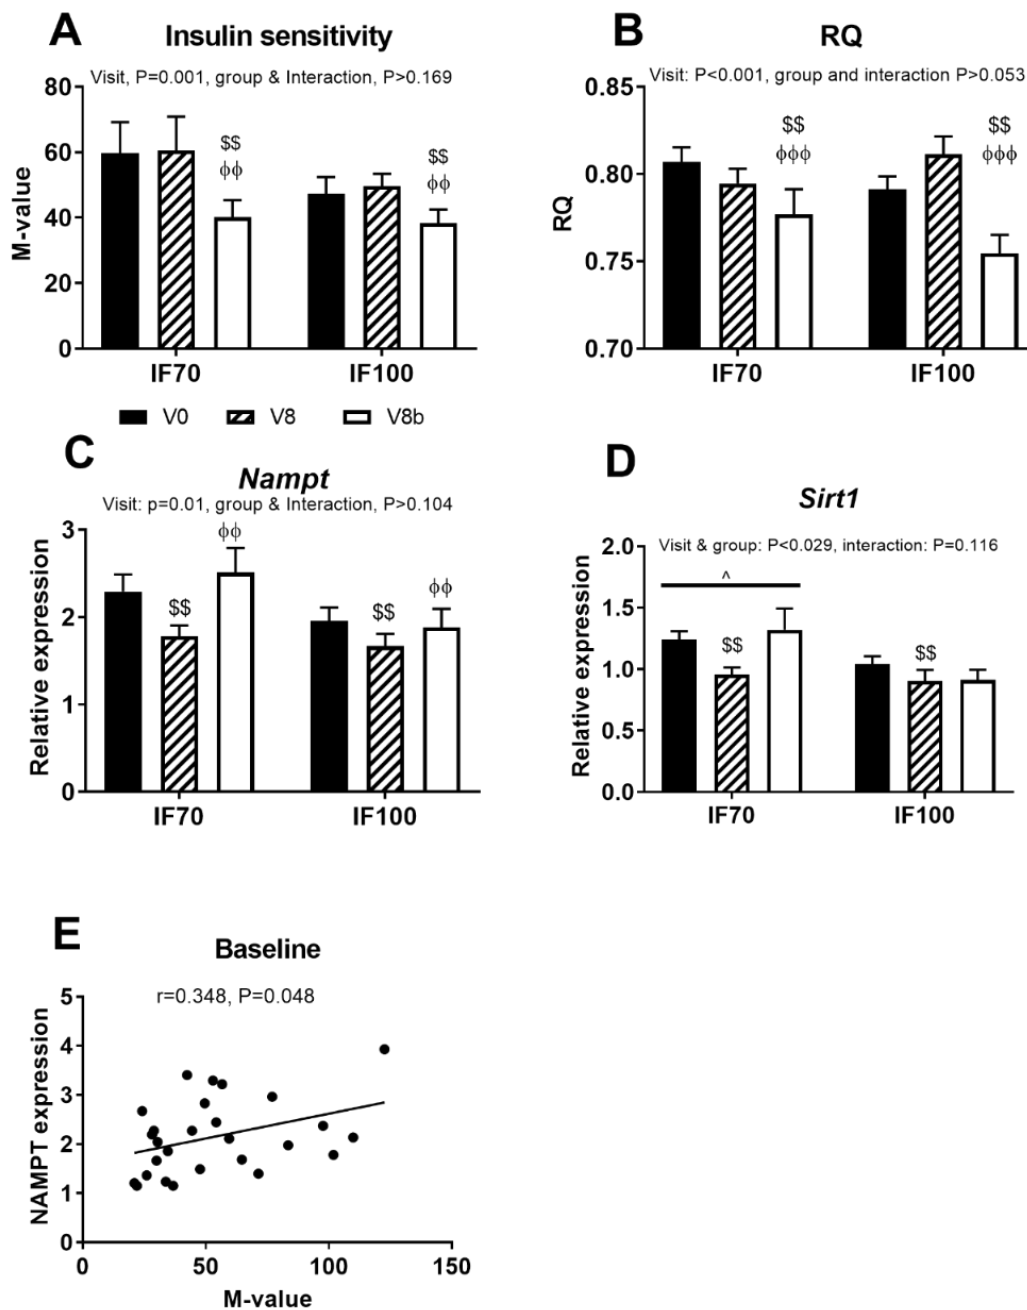 A
Insulin sensitivity
Visit, P=0.001, group & Interaction, P>0.169
M-value
80
60
40
20
0
$$
ϕϕ
$$
ϕϕ
IF70
IF100
B
RQ
Visit: P<0.001, group and interaction P>0.053
RQ
0.85
0.80
0.75
0.70
$$
ϕϕϕ
$$
ϕϕϕ
IF70
IF100
V0
V8
V8b
C
Nampt
Visit: p=0.01, group & Interaction, P>0.104
Relative expression
3
2
1
0
$$
ϕϕ
$$
ϕϕ
IF70
IF100
D
Sirt1
Visit & group: P<0.029, interaction: P=0.116
Relative expression
2.0
1.5
1.0
0.5
0.0
^
$$
$$
IF70
IF100
E
Baseline
r=0.348, P=0.048
NAMPT expression
5
4
3
2
1
0
0
50
100
150
M-value